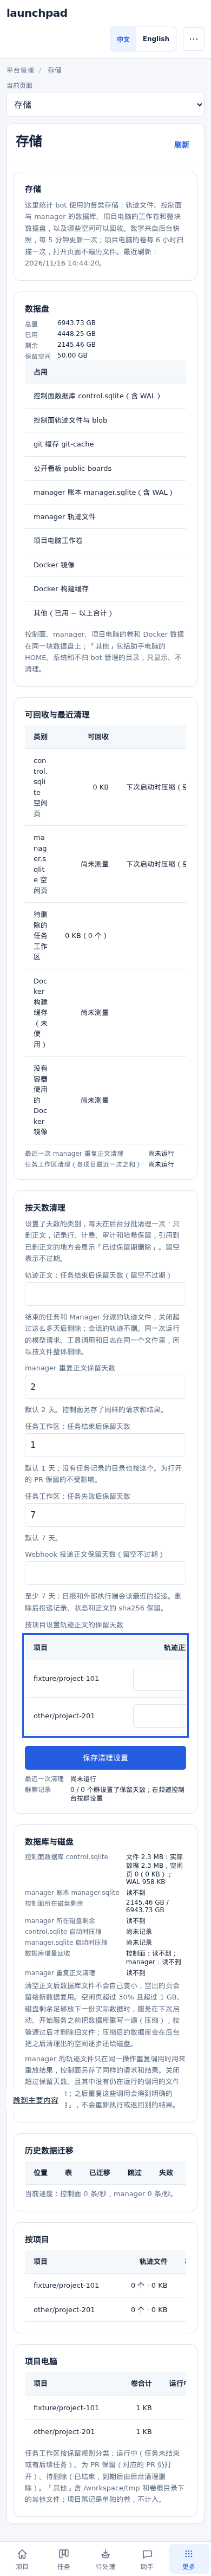 launchpad
中文 English ...
平台管理 / 存储
当前页面
存储
存储
刷新
存储
这里统计 bot 使用的各类存储：轨迹文件、控制面
与 manager 的数据库、项目电脑的工作卷和整块
数据盘，以及哪些空间可以回收。数字来自后台快
照，每 5 分钟更新一次；项目电脑的卷每 6 小时扫
描一次，打开页面不遍历文件。最近刷新：
2026/11/16 14:44:20。
数据盘
总量 6943.73 GB
已用 4448.25 GB
剩余 2145.46 GB
保留空间 50.00 GB
占用
控制面数据库 control.sqlite（含 WAL）
控制面轨迹文件与 blob
git 缓存 git-cache
公开看板 public-boards
manager 账本 manager.sqlite（含 WAL）
manager 轨迹文件
项目电脑工作卷
Docker 镜像
Docker 构建缓存
其他（已用 − 以上合计）
控制面、manager、项目电脑的卷和 Docker 数据
在同一块数据盘上；「其他」包括助手电脑的
HOME、系统和不归 bot 管理的目录，只显示、不
清理。
可回收与最近清理
类别 可回收
con
trol.
sqli
te
空闲
页
0 KB 下次启动时压缩（空
ma
nag
er.s
qlit
e 空
闲页
尚未测量 下次启动时压缩（空
待删
除的
任务
工作
区
0 KB（0 个）
Doc
ker
构建
缓存
（未
使
用）
尚未测量
没有
容器
使用
的
Doc
ker
镜像
尚未测量
最近一次 manager 重复正文清理 尚未运行
任务工作区清理（各项目最近一次之和） 尚未运行
按天数清理
设置了天数的类别，每天在后台分批清理一次：只
删正文，记录行、计费、审计和哈希保留，引用到
已删正文的地方会显示「已过保留期删除」。留空
表示不过期。
轨迹正文：任务结束后保留天数（留空不过期）
结束的任务和 Manager 分派的轨迹文件，关闭超
过这么多天后删除；会话的轨迹不删。同一次运行
的模型请求、工具调用和日志在同一个文件里，所
以按文件整体删除。
manager 重复正文保留天数
2
默认 2 天。控制面另存了同样的请求和结果。
任务工作区：任务结束后保留天数
1
默认 1 天；没有任务记录的目录也按这个。为打开
的 PR 保留的不受影响。
任务工作区：任务失败后保留天数
7
默认 7 天。
Webhook 投递正文保留天数（留空不过期）
至少 7 天：日报和外部执行端会读最近的投递。删
除后投递记录、状态和正文的 sha256 保留。
按项目设置轨迹正文的保留天数
项目 轨迹正文
fixture/project-101
other/project-201
保存清理设置
最近一次清理 尚未运行
群聊记录 0 / 0 个群设置了保留天数；在频道控制
台按群设置
数据库与磁盘
控制面数据库 control.sqlite 文件 2.3 MB：实际
数据 2.3 MB，空闲
页 0（0 KB）；
WAL 958 KB
manager 账本 manager.sqlite 读不到
控制面所在磁盘剩余 2145.46 GB /
6943.73 GB
manager 所在磁盘剩余 读不到
control.sqlite 启动时压缩 尚未记录
manager.sqlite 启动时压缩 尚未记录
数据库增量回收 控制面：读不到；
manager：读不到
manager 重复正文清理 读不到
清空正文后数据库文件不会自己变小，空出的页会
留给新数据复用。空闲页超过 30% 且超过 1 GB、
磁盘剩余足够放下一份实际数据时，服务在下次启
动、开始服务之前把数据库重写一遍（压缩），校
验通过后才删除旧文件；压缩后的数据库会在后台
把之后清理出的空闲逐步还给磁盘。
manager 的轨迹文件只在同一操作重复调用时用来
重放结果，控制面另存了同样的请求和结果。关闭
超过保留天数、且其中没有仍在运行的调用的文件
；之后重复这些调用会得到明确的
」，不会重新执行或返回别的结果。
跳到主要内容
历史数据迁移
位置 表 已迁移 跳过 失败
当前速度：控制面 0 条/秒，manager 0 条/秒。
按项目
项目 轨迹文件
fixture/project-101 0 个 · 0 KB
other/project-201 0 个 · 0 KB
项目电脑
项目 卷合计 运行中
fixture/project-101 1 KB
other/project-201 1 KB
任务工作区按保留规则分类：运行中（任务未结束
或有后续任务）、为 PR 保留（对应的 PR 仍打
开）、待删除（已结束，到期后由后台清理删
除）。「其他」含 /workspace/tmp 和卷根目录下
的其他文件；项目笔记是单独的卷，不计入。
项目 任务 待处理 助手 更多